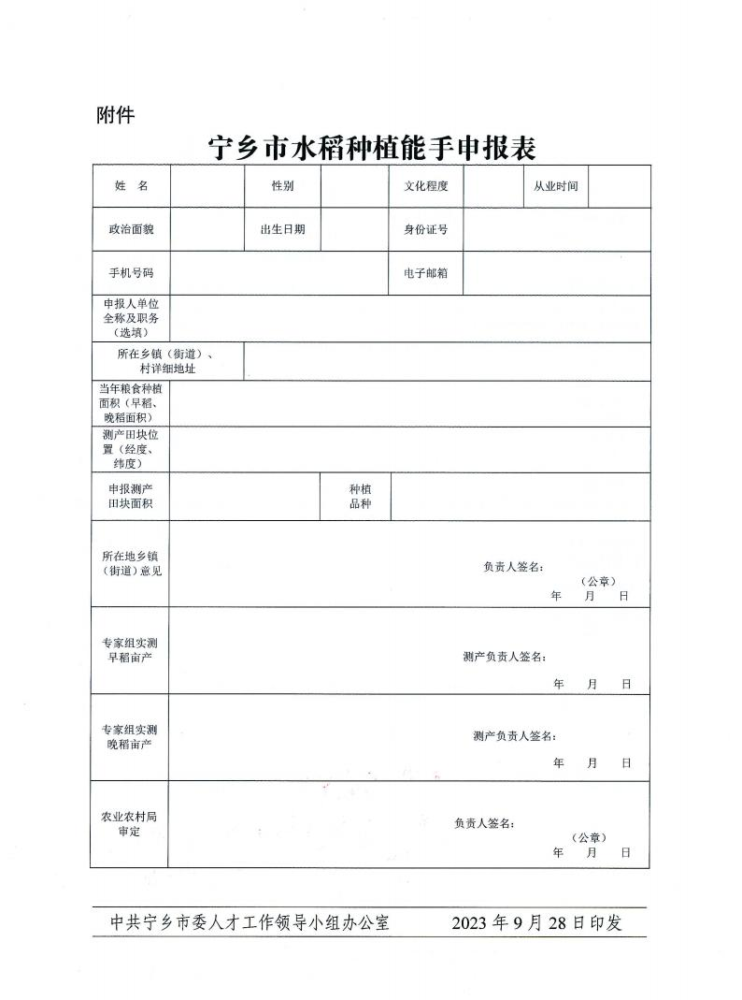 附件
宁乡市水稻种植能手申报表
姓 名 性别 文化程度 从业时间
政治面貌 出生日期 身份证号
手机号码 电子邮箱
申报人单位
全称及职务
（选填）
所在乡镇（街道）、
村详细地址
当年粮食种植
面积（早稻、
晚稻面积）
测产田块位
置（经度、
纬度）
申报测产
田块面积
种植
品种
所在地乡镇
（街道）意见
负责人签名：
（公章）
年 月 日
专家组实测
早稻亩产
测产负责人签名：
年 月 日
专家组实测
晚稻亩产
测产负责人签名：
年 月 日
农业农村局
审定
负责人签名：
（公章）
年 月 日
中共宁乡市委人才工作领导小组办公室 2023年9月28日印发